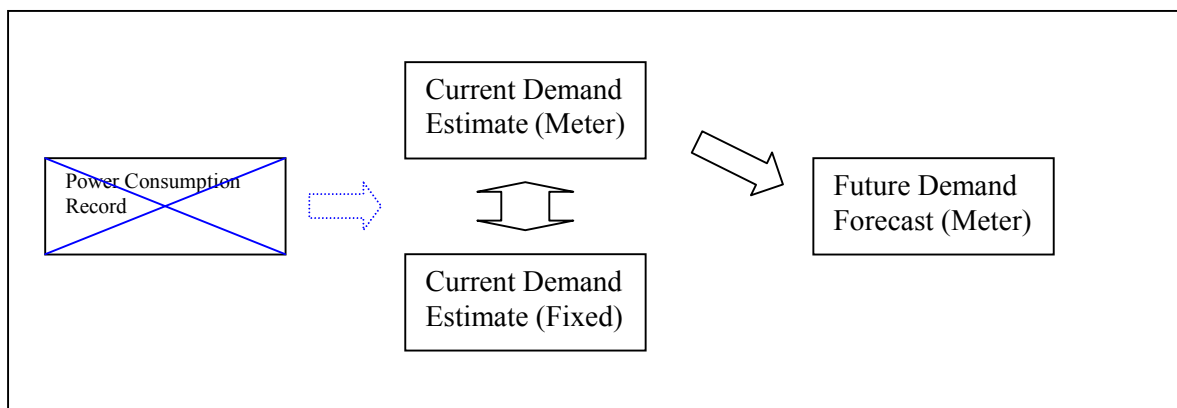 Power Consumption
Record
Current Demand
Estimate (Meter)
Current Demand
Estimate (Fixed)
Future Demand
Forecast (Meter)